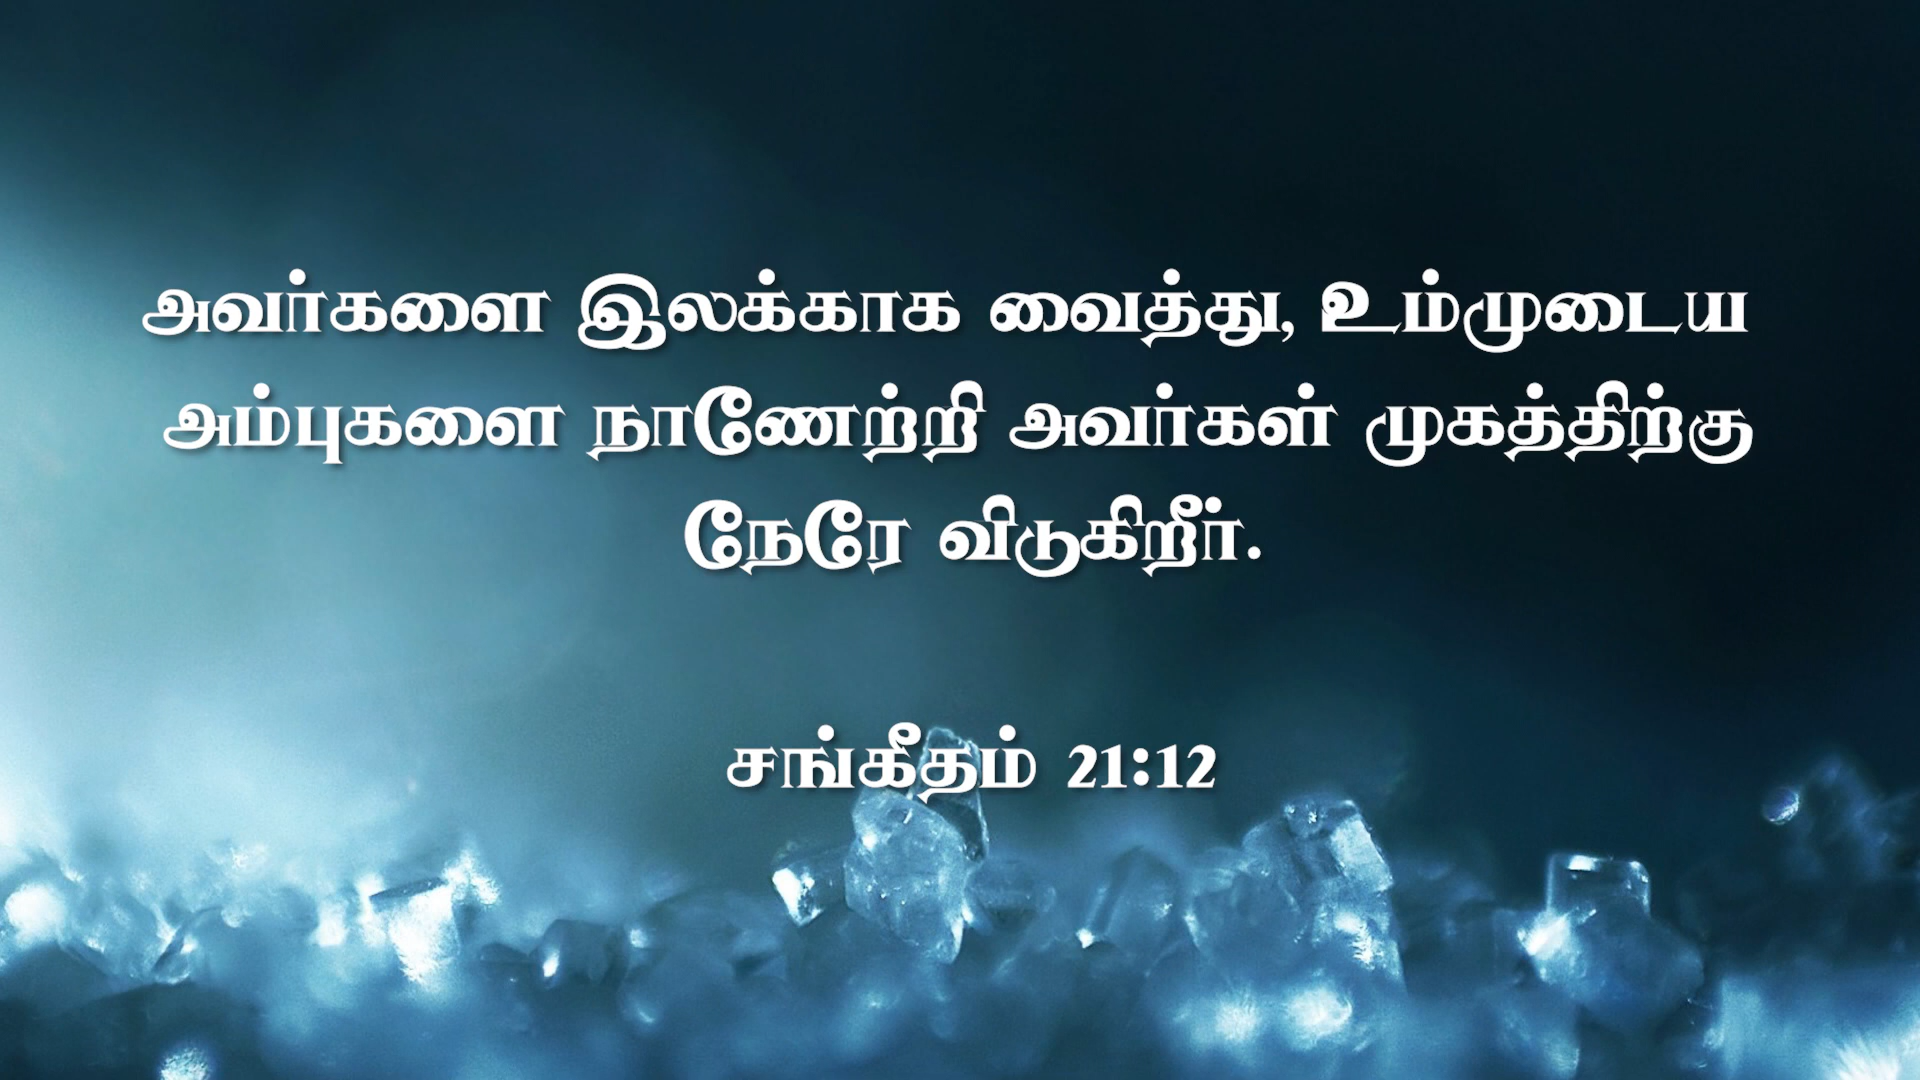 அவர்களை இலக்காக வைத்து, உம்முடைய
அம்புகளை நாணேற்றி அவர்கள் முகத்திற்கு
நேரே விடுகிறீர்.
சங்கீதம் 21:12